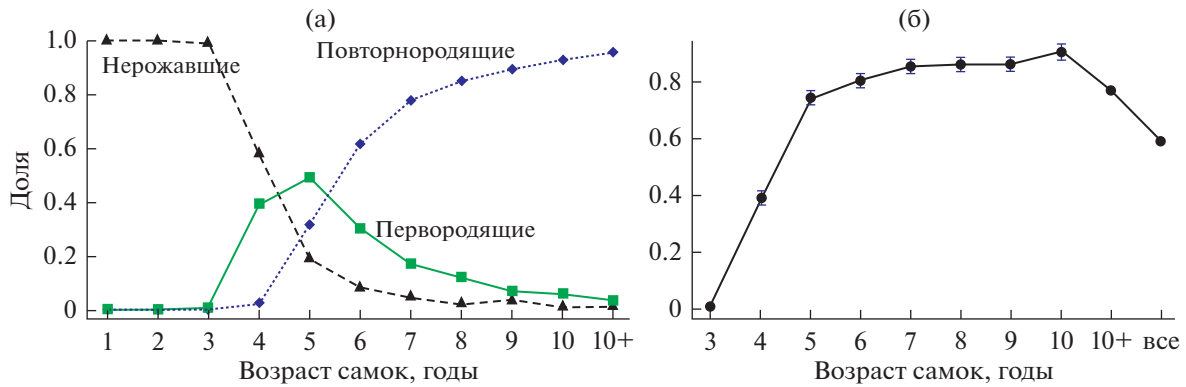 (а)
(б)
Доля
1.0
0.8
0.6
0.4
0.2
0
Нерожавшие
Повторнородящие
Первородящие
1 2 3 4 5 6 7 8 9 10 10+
Возраст самок, годы
0.8
0.6
0.4
0.2
0
3 4 5 6 7 8 9 10 10+ все
Возраст самок, годы